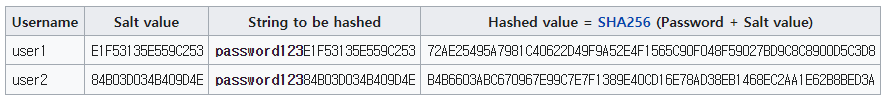 Username Salt value String to be hashed Hashed value = SHA256 (Password + Salt value)
user1 E1F53135E559C253 password123E1F53135E559C253 72AE25495A7981C40622D49F9A52E4F1565C90F048F59027BD9C8C8900D5C3D8
user2 84B03D034B409D4E password12384B03D034B409D4E B4B6603ABC670967E99C7E7F1389E40CD16E78AD38EB1468EC2AA1E62B8BED3A